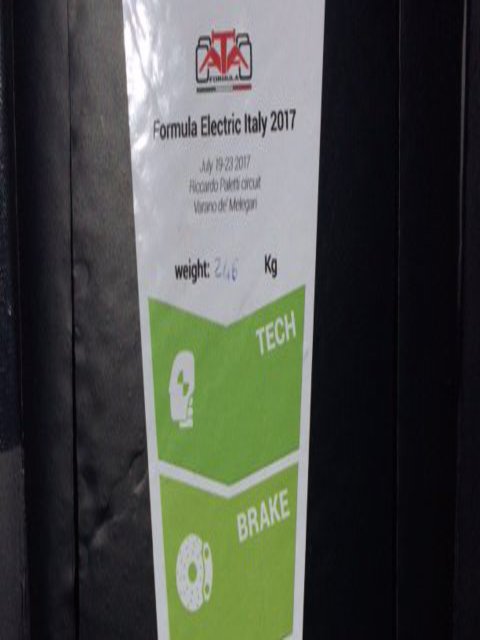 ATA
FORMULA
Formula Electric Italy 2017
July 19-23 2017
Riccardo Paletti circuit
Varano de' Melegari
weight: 246 Kg
TECH
BRAKE